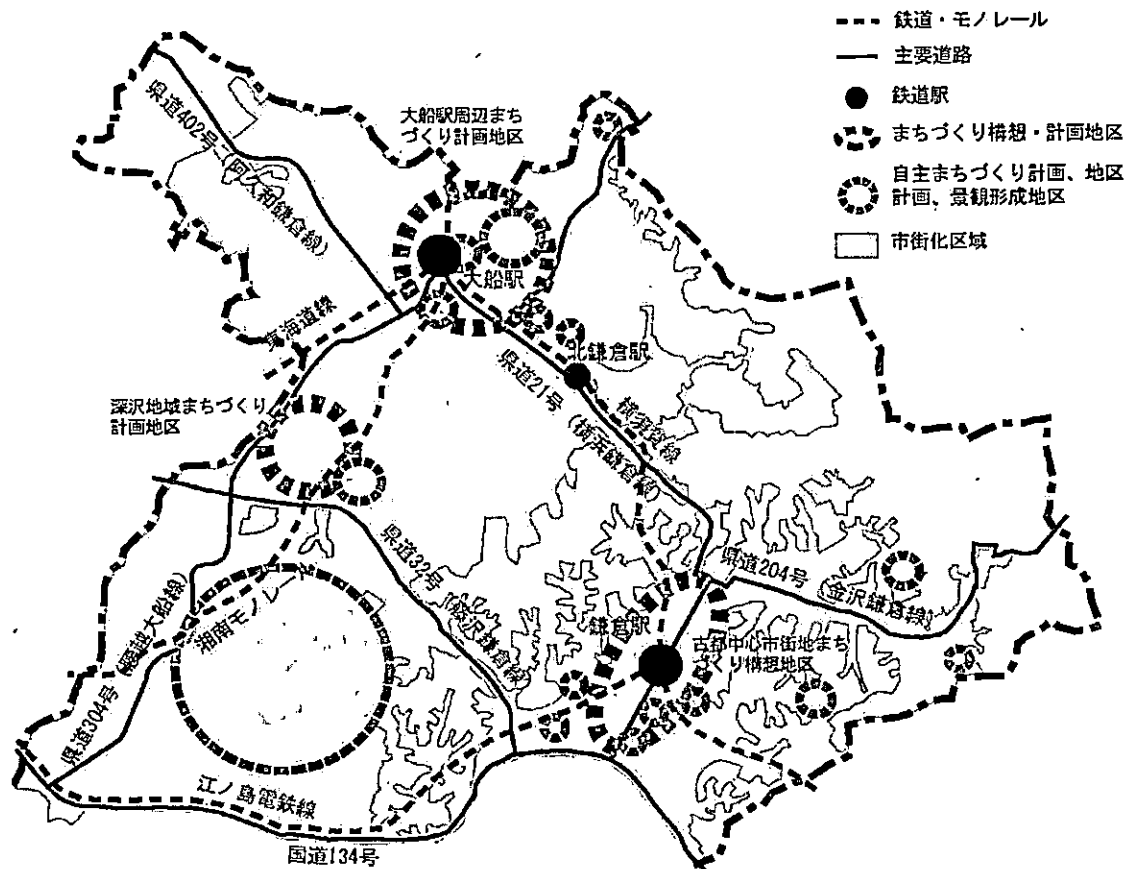 鉄道・モノレール
主要道路
鉄道駅
まちづくり構想・計画地区
自主まちづくり計画、地区
計画、景観形成地区
市街化区域
県道402号(阿久和鎌倉線)
大船駅周辺まち
づくり計画地区
大船駅
東海道線
北鎌倉駅
県道21号(横浜鎌倉線)
横須賀線
深沢地域まちづくり
計画地区
県道32号(深沢鎌倉線)
県道204号(金沢鎌倉線)
鎌倉駅
古都中心市街地まち
づくり構想地区
県道304号(腰越大船線)
湘南モノレール
江ノ島電鉄線
国道134号